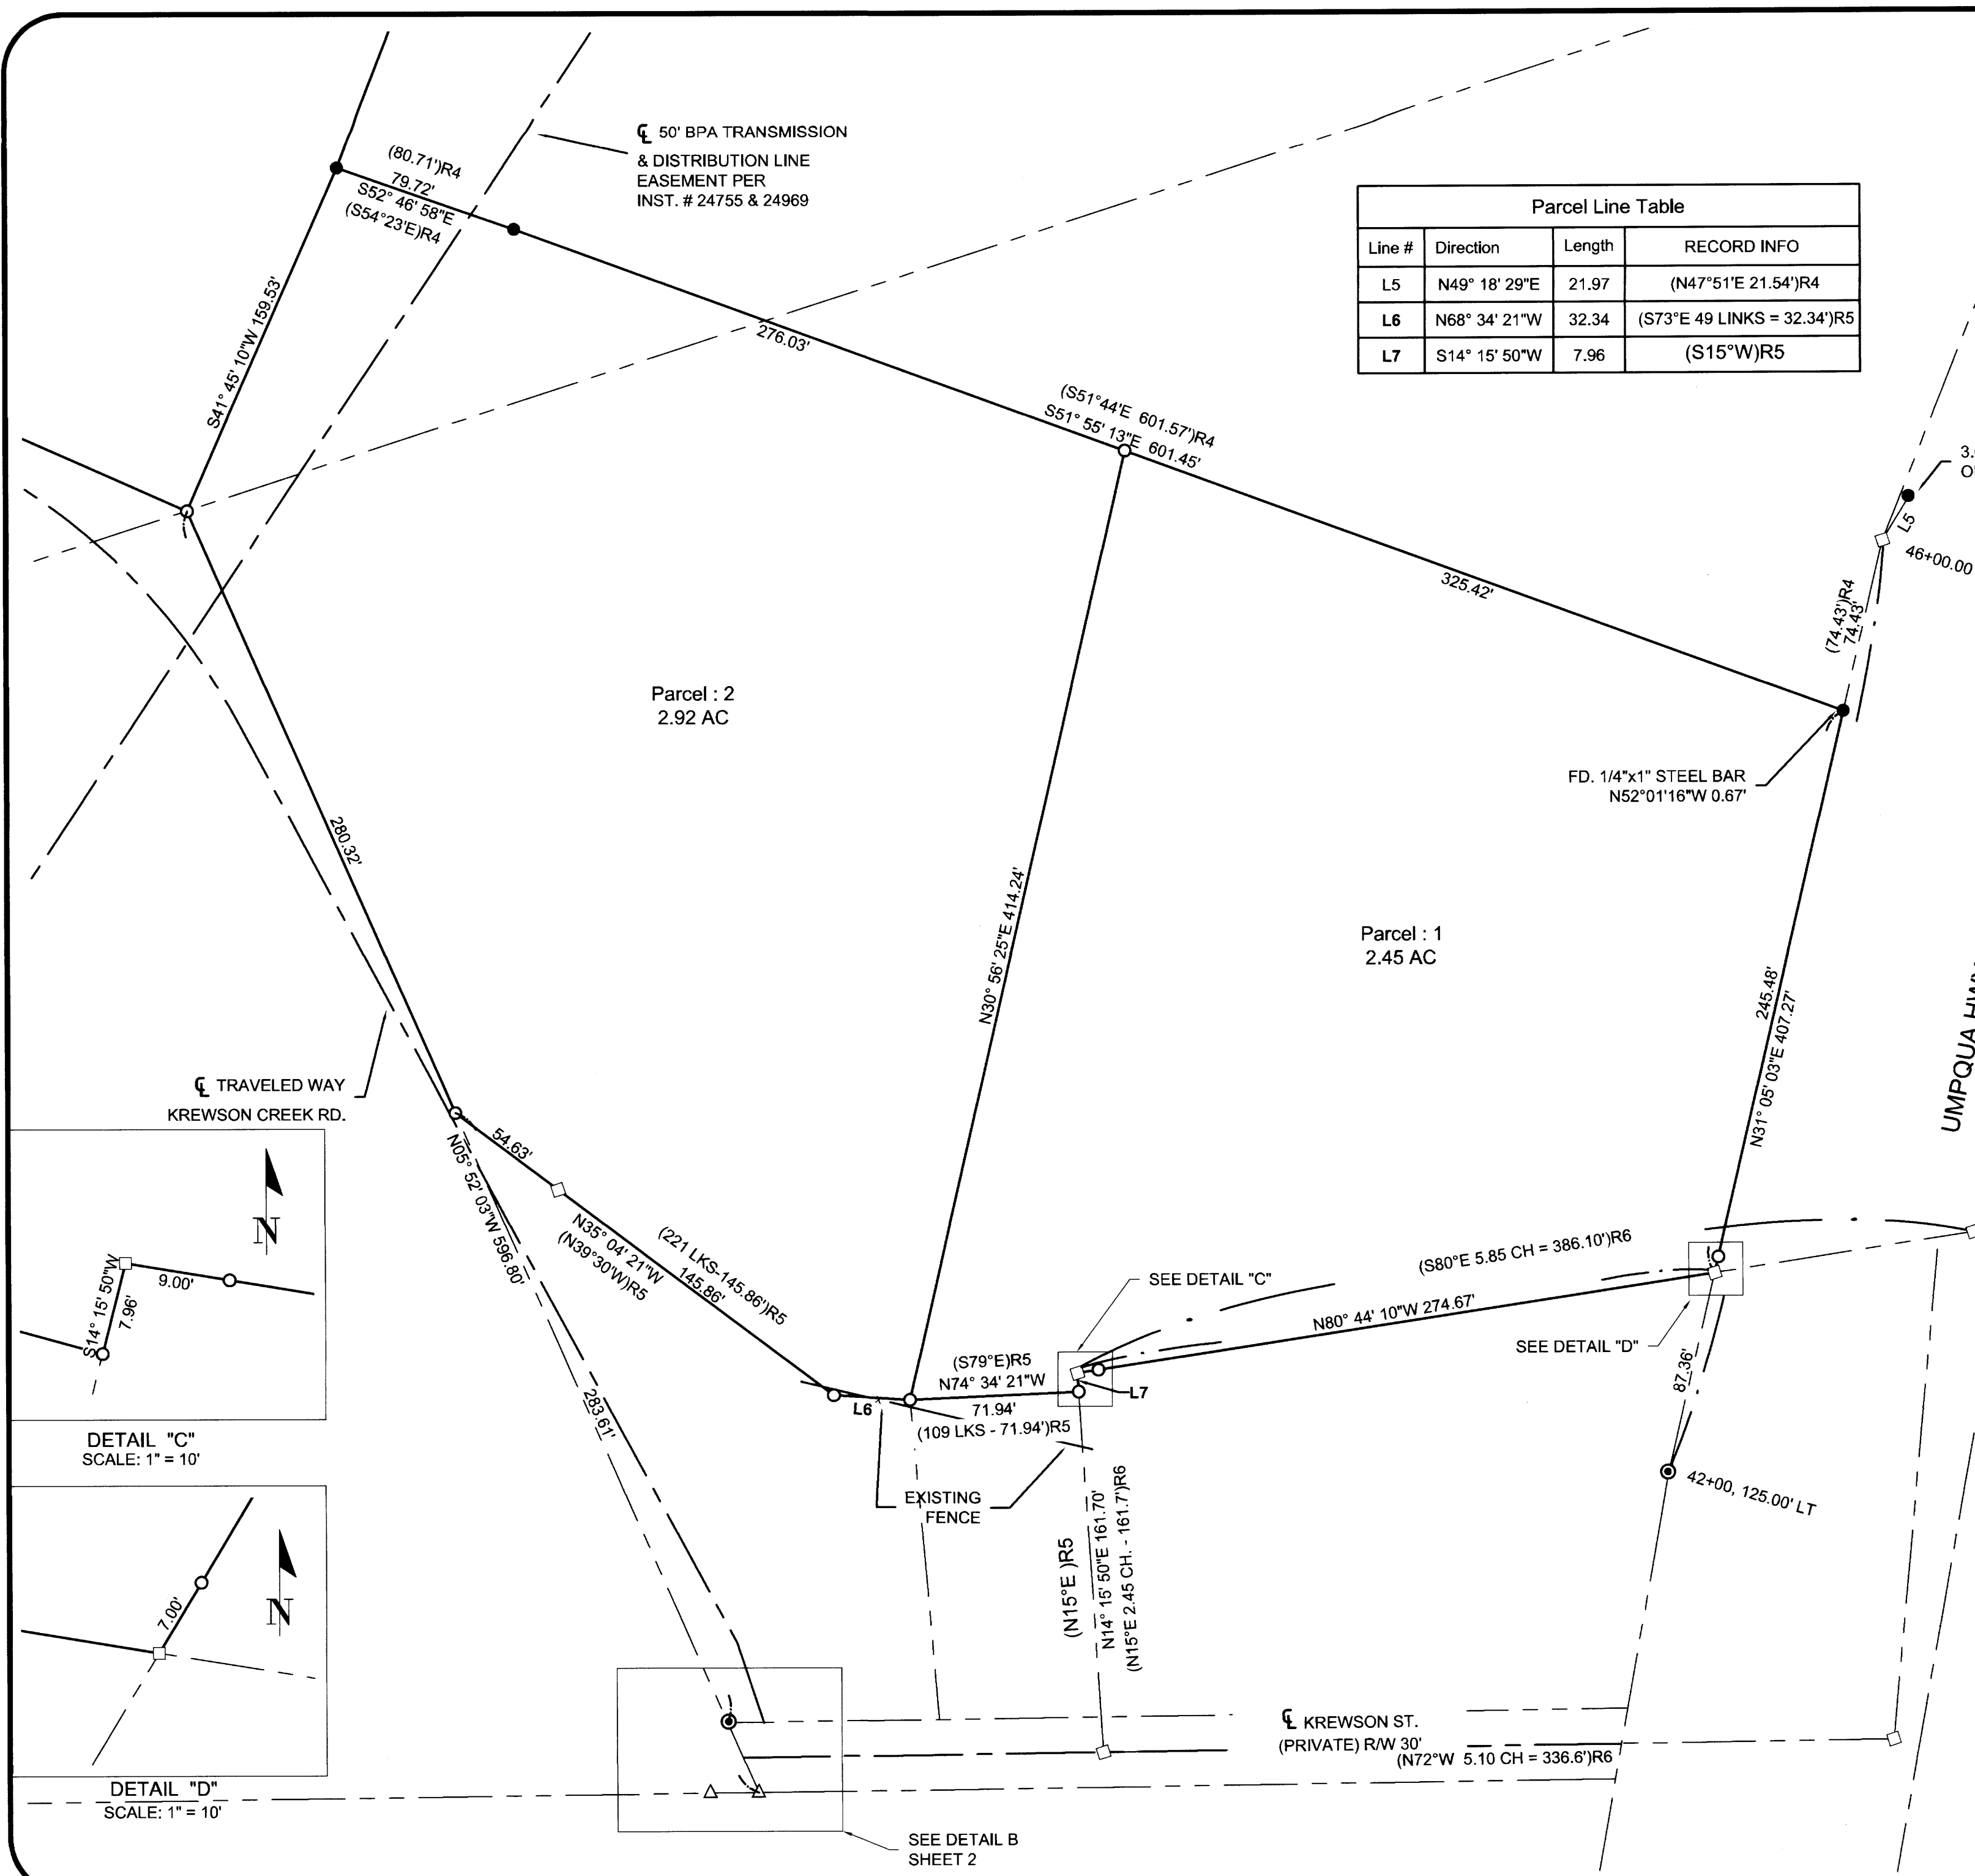 ℄ 50' BPA TRANSMISSION
& DISTRIBUTION LINE
EASEMENT PER
INST. # 24755 & 24969
(80.71')R4
79.72'
S52° 46' 58"E
(S54°23'E)R4
Parcel Line Table
Line # Direction Length RECORD INFO
L5 N49° 18' 29"E 21.97 (N47°51'E 21.54')R4
L6 N68° 34' 21"W 32.34 (S73°E 49 LINKS = 32.34')R5
L7 S14° 15' 50"W 7.96 (S15°W)R5
S41° 45' 10"W 159.53'
276.03'
(S51°44'E 601.57')R4
S51° 55' 13"E 601.45'
3.
O
L5
46+00.00
325.42'
(74.43')R4
74.43'
Parcel : 2
2.92 AC
FD. 1/4"x1" STEEL BAR
N52°01'16"W 0.67'
280.32'
N30° 56' 25"E 414.24'
Parcel : 1
2.45 AC
245.48'
N31° 05' 03"E 407.27'
UMPQUA HWY
℄ TRAVELED WAY
KREWSON CREEK RD.
54.63'
N05° 52' 03"W 596.80'
N35° 04' 21"W
(N39°30'W)R5
(221 LKS-145.86')R5
145.86'
N
S14° 15' 50"W
7.96'
9.00'
DETAIL "C"
SCALE: 1" = 10'
SEE DETAIL "C"
(S80°E 5.85 CH = 386.10')R6
N80° 44' 10"W 274.67'
SEE DETAIL "D"
87.36'
(S79°E)R5
N74° 34' 21"W
L7
L6
71.94'
(109 LKS - 71.94')R5
283.61'
EXISTING
FENCE
42+00, 125.00' LT
(N15°E )R5
N14° 15' 50"E 161.70'
(N15°E 2.45 CH. - 161.7')R6
7.00'
N
DETAIL "D"
SCALE: 1" = 10'
℄ KREWSON ST.
(PRIVATE) R/W 30'
(N72°W 5.10 CH = 336.6')R6
SEE DETAIL B
SHEET 2